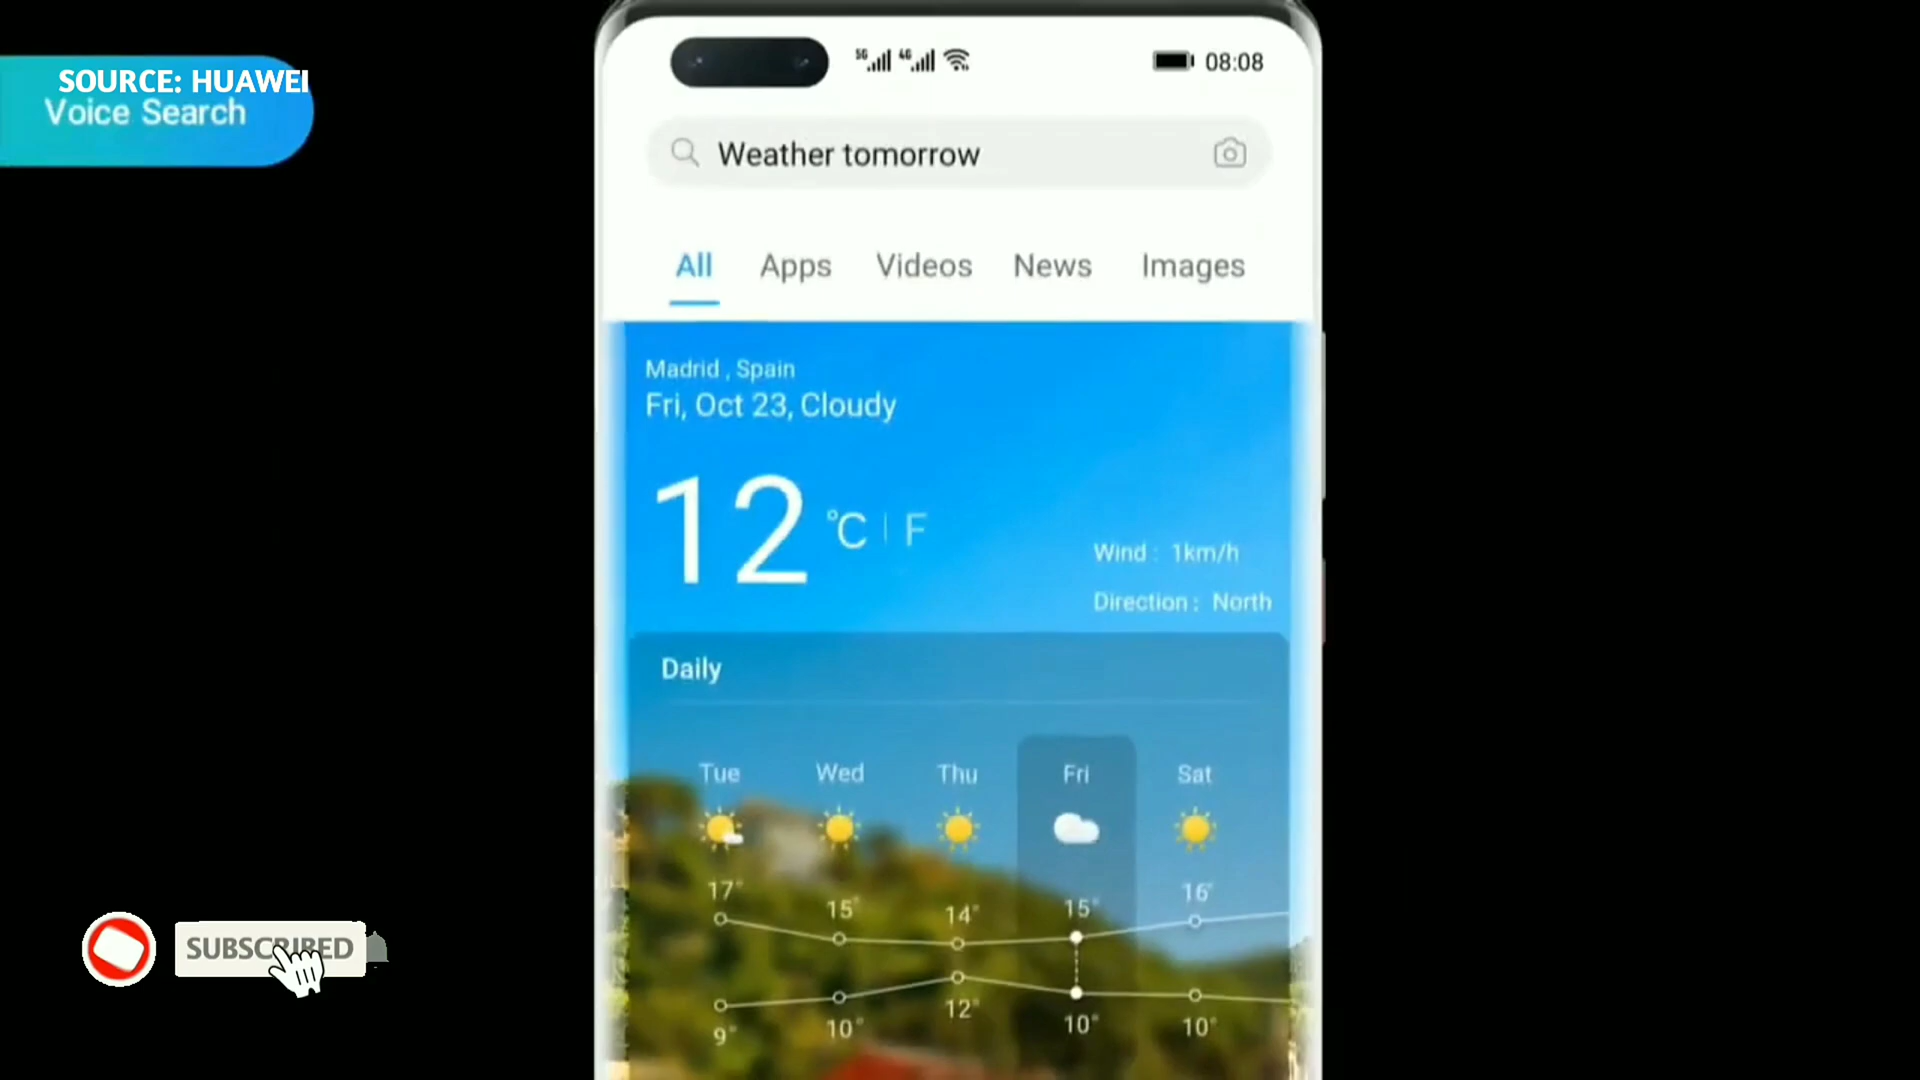 SOURCE: HUAWEI
Voice Search
5G 4G 08:08
Weather tomorrow
All Apps Videos News Images
Madrid , Spain
Fri, Oct 23, Cloudy
12 °C | F
Wind : 1km/h
Direction : North
Daily
Tue Wed Thu Fri Sat
17° 15° 14° 15° 16°
9° 10° 12° 10° 10°
SUBSCRIBED